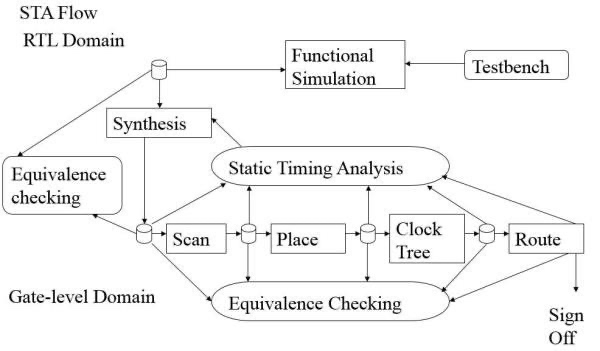 STA Flow
RTL Domain
Functional
Simulation
Testbench
Synthesis
Static Timing Analysis
Equivalence
checking
Scan
Place
Clock
Tree
Route
Gate-level Domain
Equivalence Checking
Sign
Off